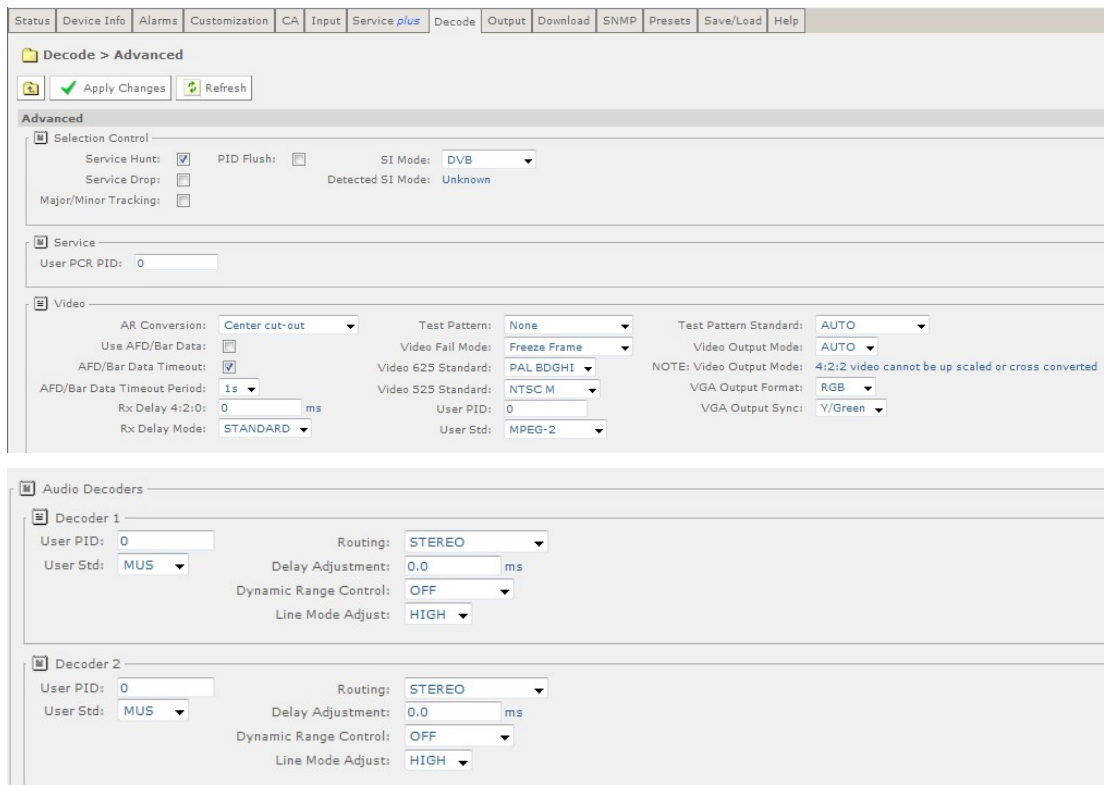 Status Device Info Alarms Customization CA Input Service plus Decode Output Download SNMP Presets Save/Load Help
Decode > Advanced
Apply Changes Refresh
Advanced
Selection Control
Service Hunt: PID Flush: SI Mode: DVB
Service Drop: Detected SI Mode: Unknown
Major/Minor Tracking:
Service
User PCR PID: 0
Video
AR Conversion: Center cut-out Test Pattern: None Test Pattern Standard: AUTO
Use AFD/Bar Data: Video Fail Mode: Freeze Frame Video Output Mode: AUTO
AFD/Bar Data Timeout: Video 625 Standard: PAL BDGHI NOTE: Video Output Mode: 4:2:2 video cannot be up scaled or cross converted
AFD/Bar Data Timeout Period: 1s Video 525 Standard: NTSC M VGA Output Format: RGB
Rx Delay 4:2:0: 0 ms User PID: 0 VGA Output Sync: Y/Green
Rx Delay Mode: STANDARD User Std: MPEG-2
Audio Decoders
Decoder 1
User PID: 0 Routing: STEREO
User Std: MUS Delay Adjustment: 0.0 ms
Dynamic Range Control: OFF
Line Mode Adjust: HIGH
Decoder 2
User PID: 0 Routing: STEREO
User Std: MUS Delay Adjustment: 0.0 ms
Dynamic Range Control: OFF
Line Mode Adjust: HIGH